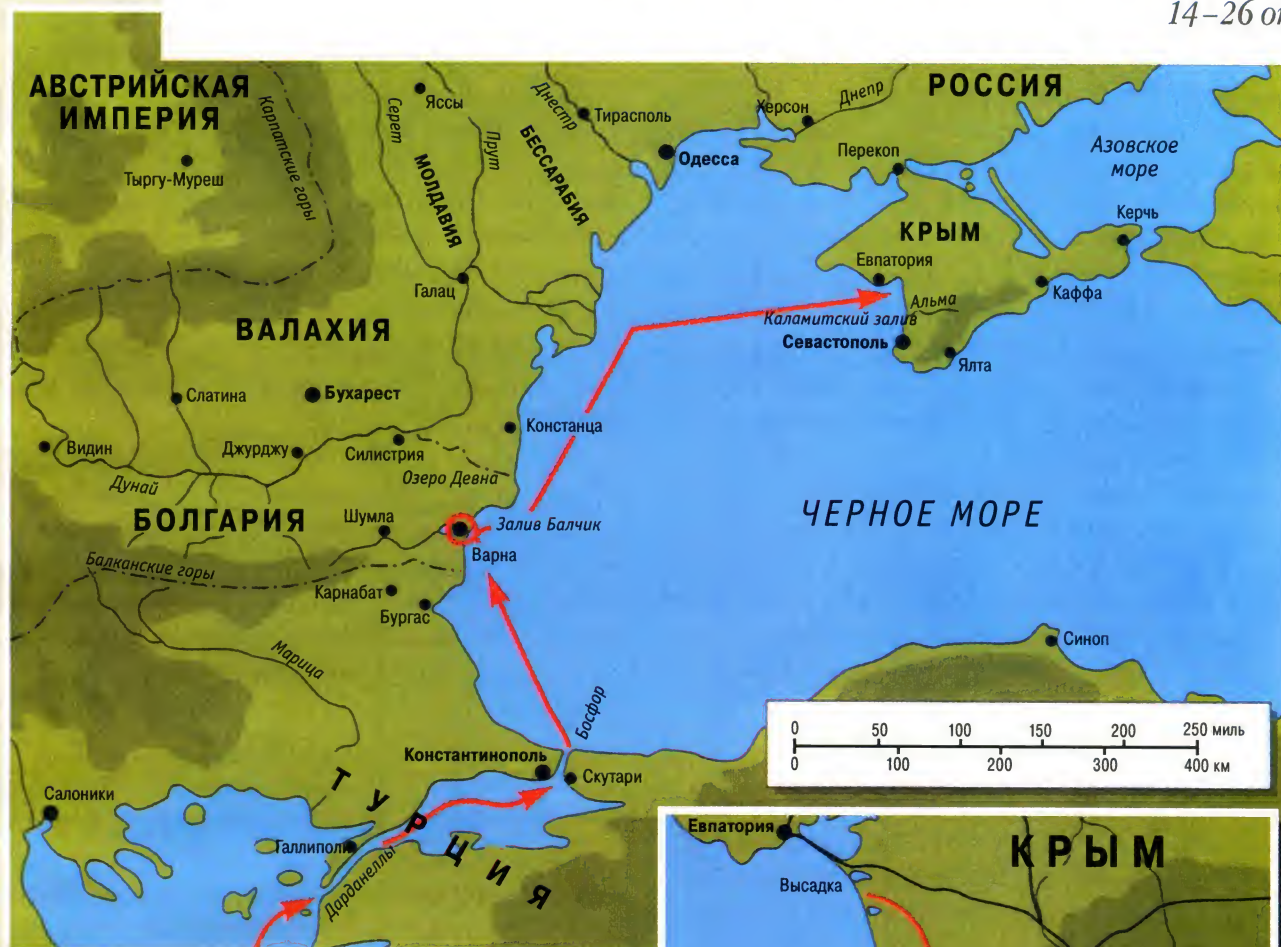 14–26
АВСТРИЙСКАЯ
ИМПЕРИЯ
Карпатские горы
Тыргу-Муреш
Яссы
Серет
Прут
МОЛДАВИЯ
Днестр
БЕССАРАБИЯ
Тирасполь
Одесса
Херсон
Днепр
РОССИЯ
Перекоп
Азовское
море
Керчь
КРЫМ
Евпатория
Каффа
Альма
Каламитский залив
Севастополь
Ялта
Галац
ВАЛАХИЯ
Слатина
Бухарест
Констанца
Видин
Джурджу
Силистрия
Озеро Девна
Дунай
БОЛГАРИЯ
Шумла
Залив Балчик
Варна
ЧЕРНОЕ МОРЕ
Балканские горы
Карнабат
Бургас
Марица
Синоп
Босфор
0 50 100 150 200 250 миль
0 100 200 300 400 км
Константинополь
Скутари
ТУРЦИЯ
Салоники
Галлиполи
Дарданеллы
Евпатория
КРЫМ
Высадка